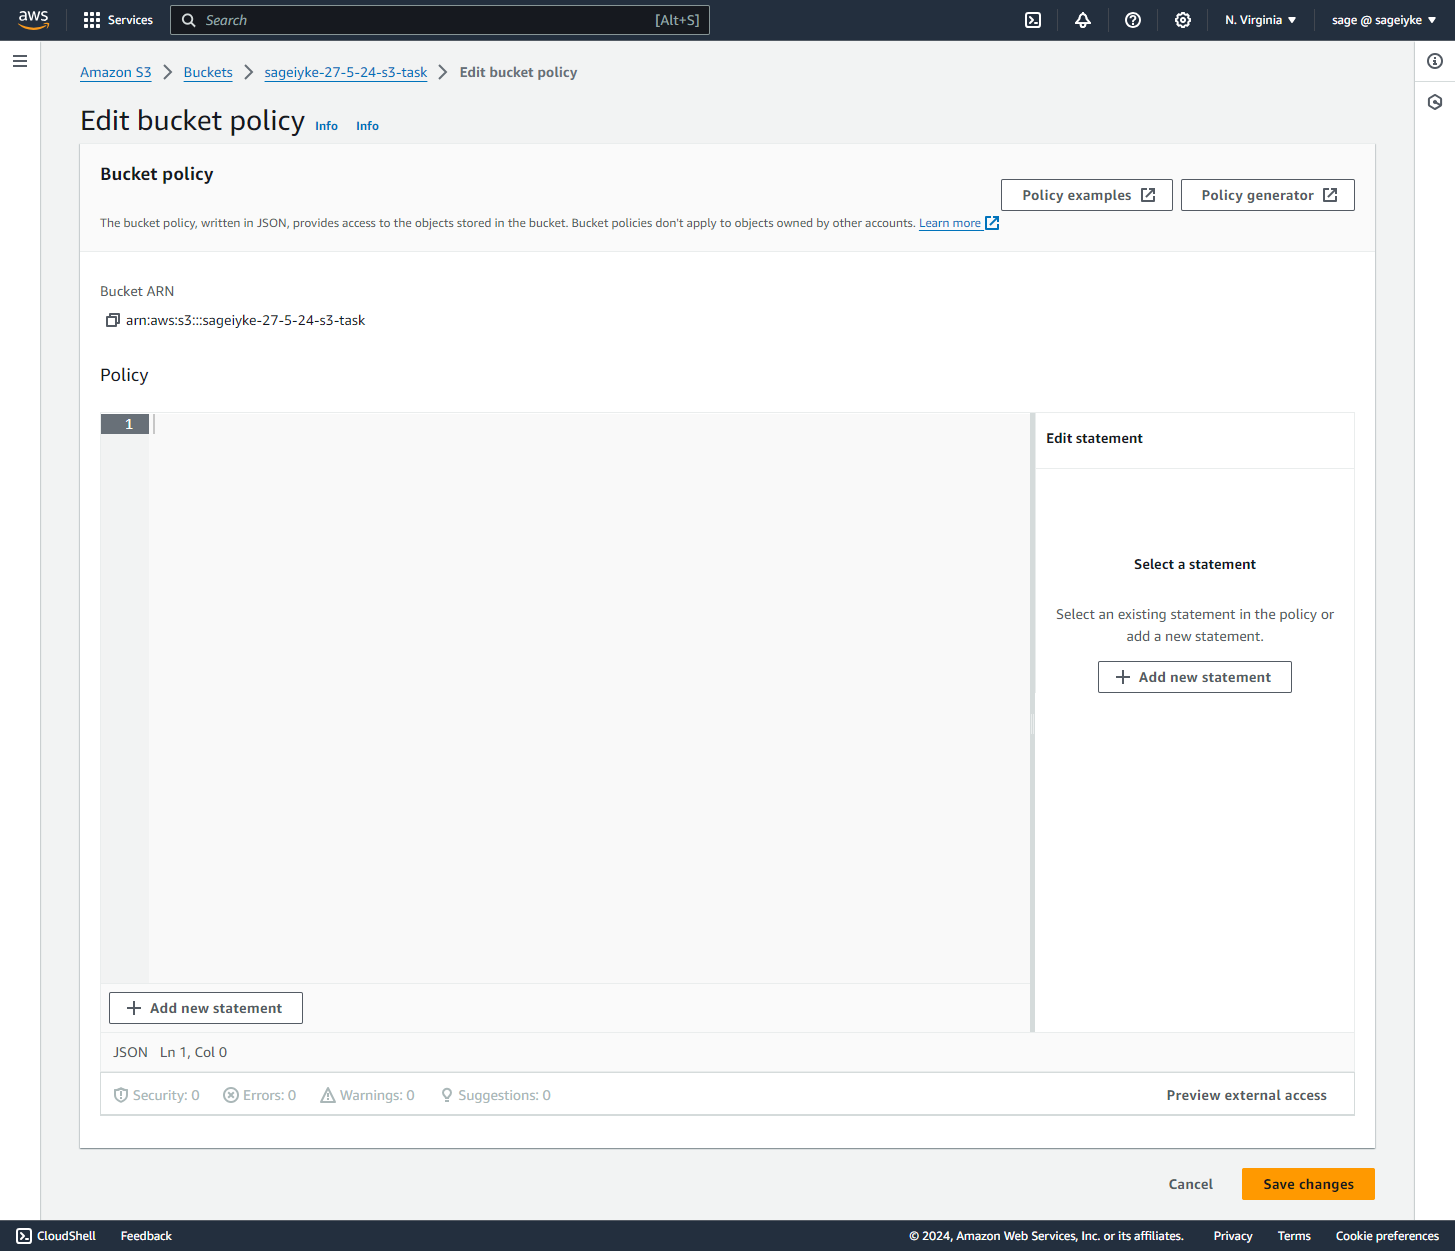 aws
Services
Search [Alt+S]
N. Virginia
sage @ sageiyke
Amazon S3
Buckets
sageiyke-27-5-24-s3-task
Edit bucket policy
Edit bucket policy Info Info
Bucket policy
Policy examples
Policy generator
The bucket policy, written in JSON, provides access to the objects stored in the bucket. Bucket policies don't apply to objects owned by other accounts. Learn more
Bucket ARN
arn:aws:s3:::sageiyke-27-5-24-s3-task
Policy
1
Edit statement
Select a statement
Select an existing statement in the policy or
add a new statement.
Add new statement
Add new statement
JSON Ln 1, Col 0
Security: 0 Errors: 0 Warnings: 0 Suggestions: 0
Preview external access
Cancel
Save changes
CloudShell
Feedback
© 2024, Amazon Web Services, Inc. or its affiliates.
Privacy
Terms
Cookie preferences